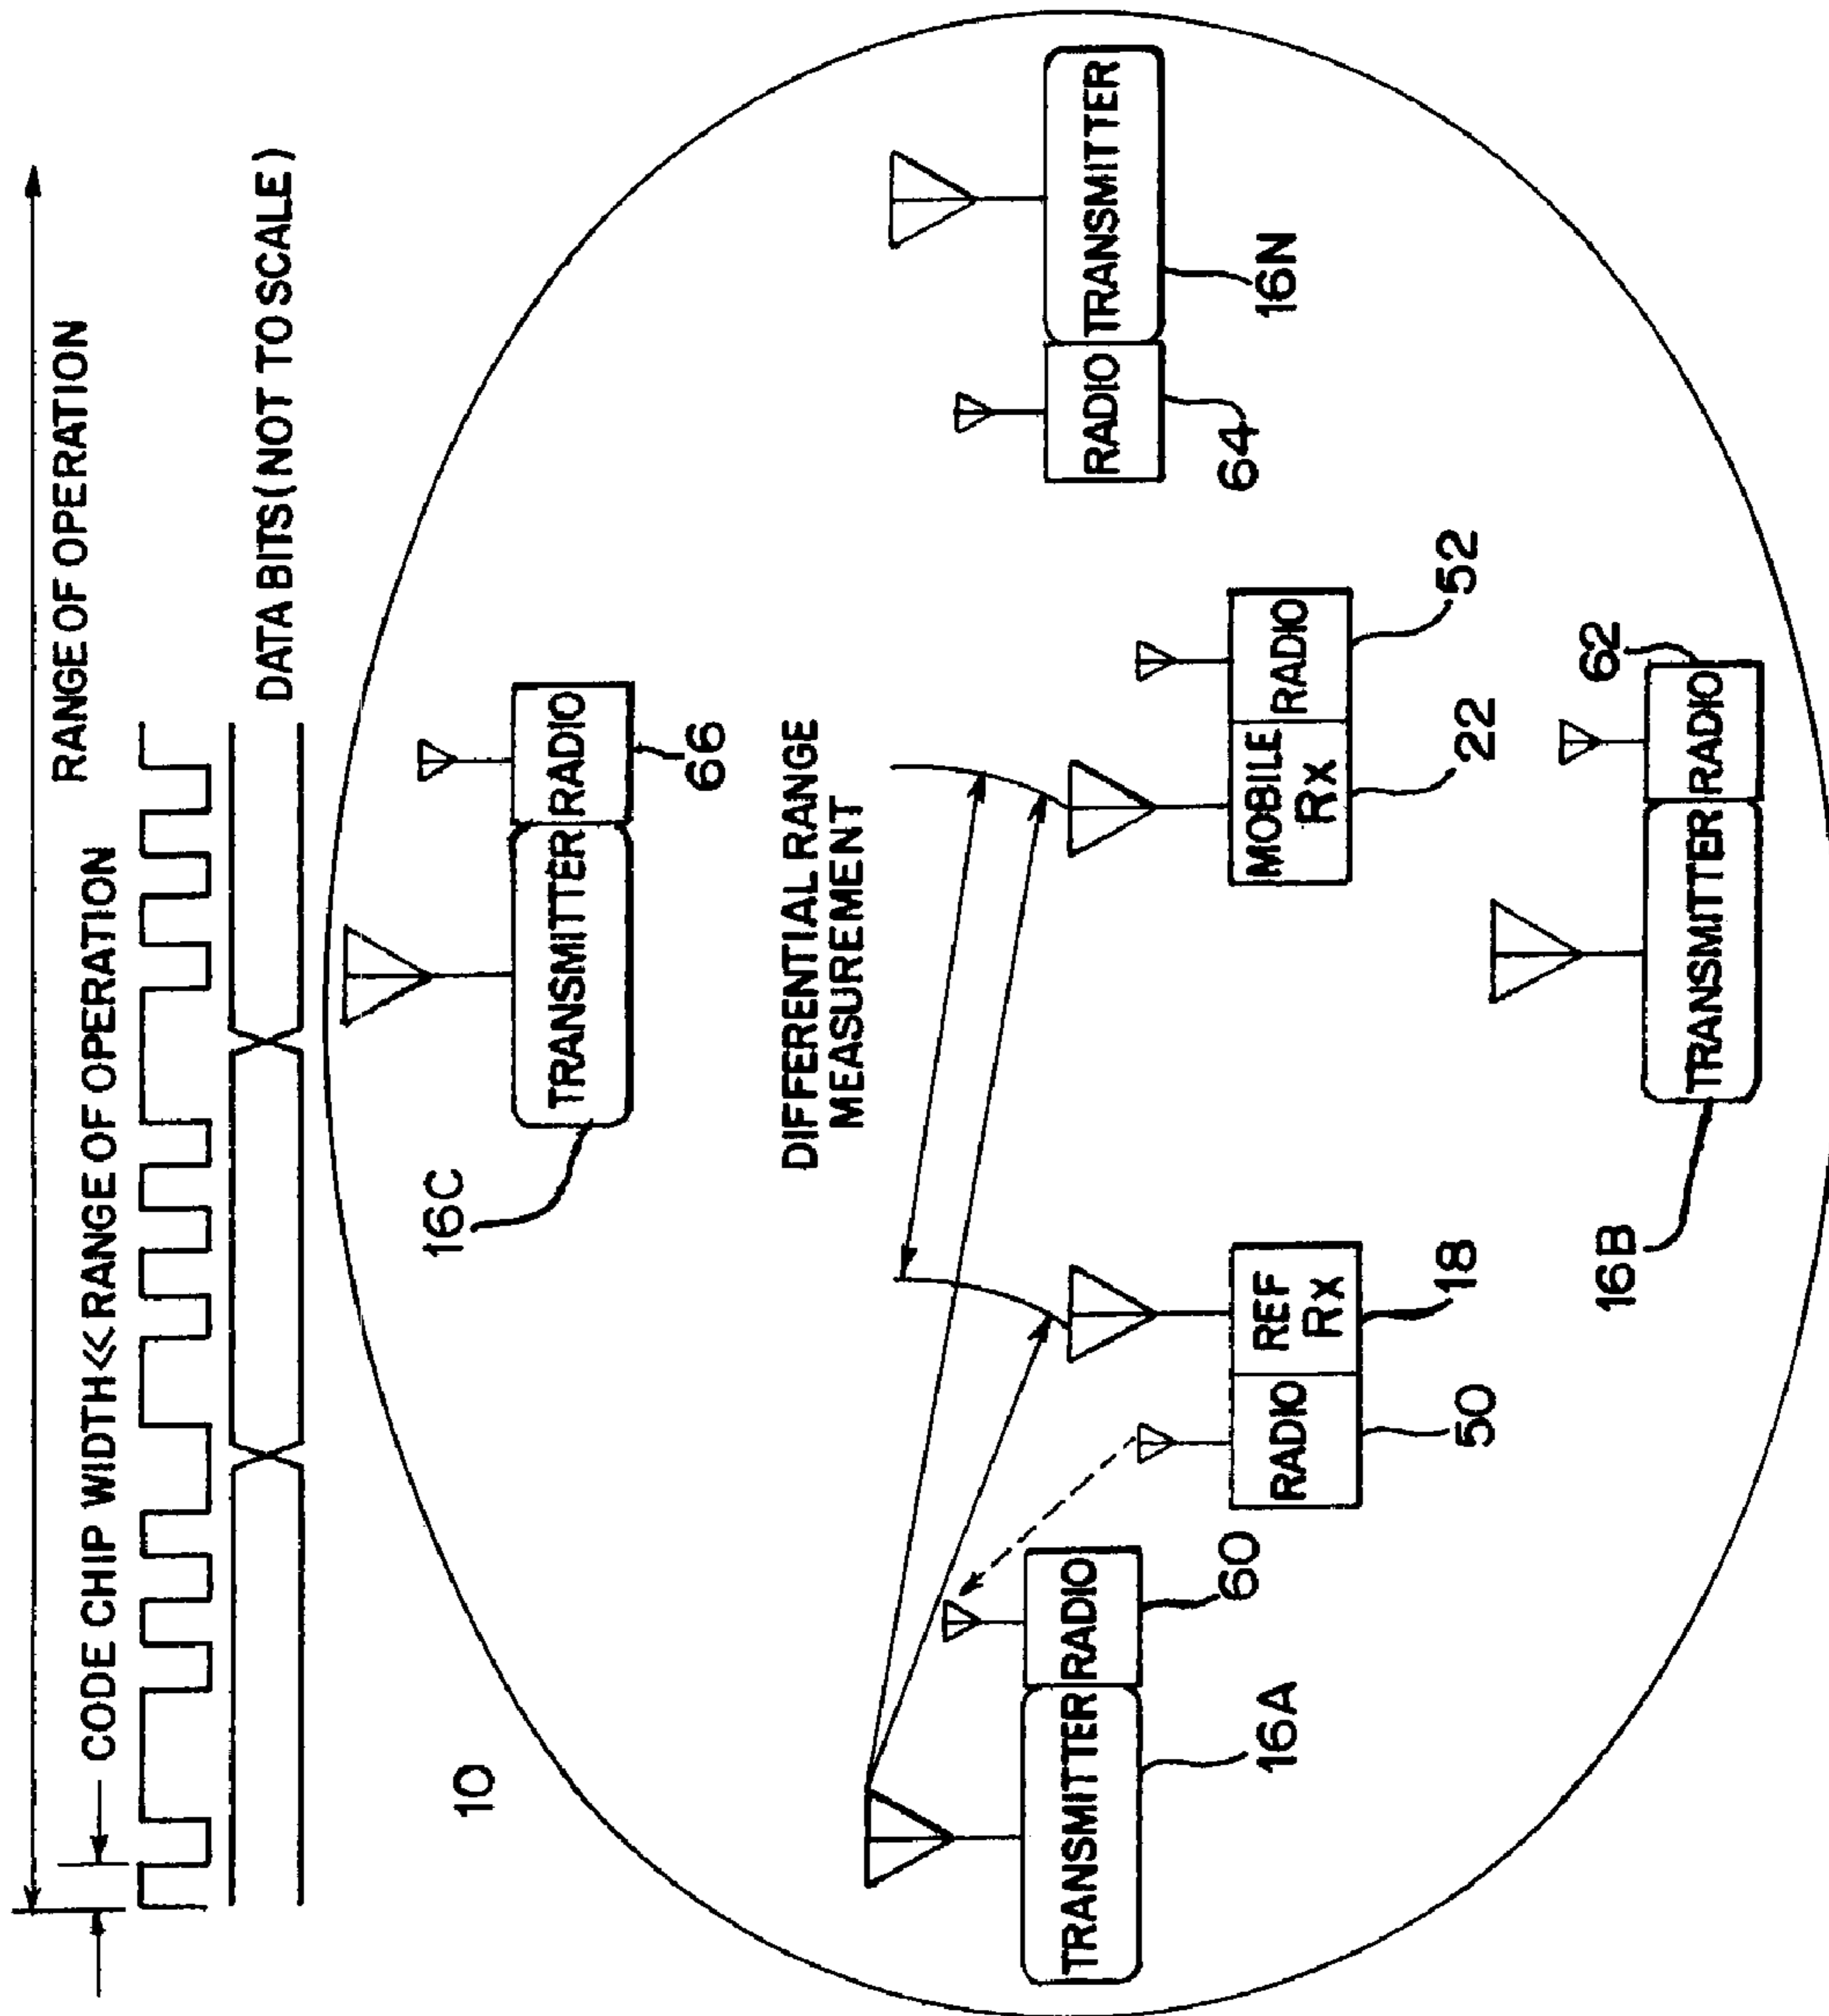 RANGE OF OPERATION
CODE CHIP WIDTH << RANGE OF OPERATION
DATA BITS (NOT TO SCALE)
10
16C
TRANSMITTER RADIO
66
DIFFERENTIAL RANGE
MEASUREMENT
TRANSMITTER RADIO
16A
60
RADIO REF
Rx
50
18
MOBILE
Rx
RADIO
22
52
RADIO TRANSMITTER
64
16N
16B
TRANSMITTER RADIO
62